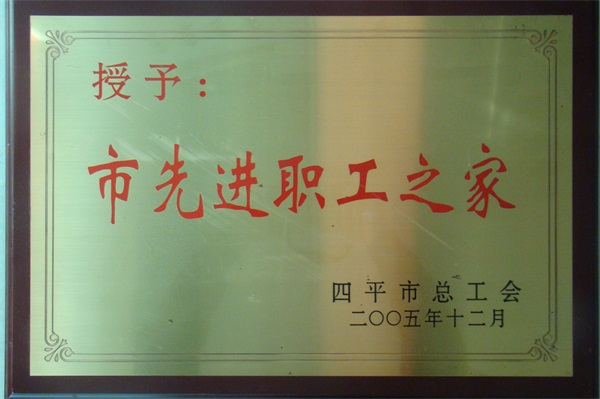 授予：
市先进职工之家
四平市总工会
二〇〇五年十二月